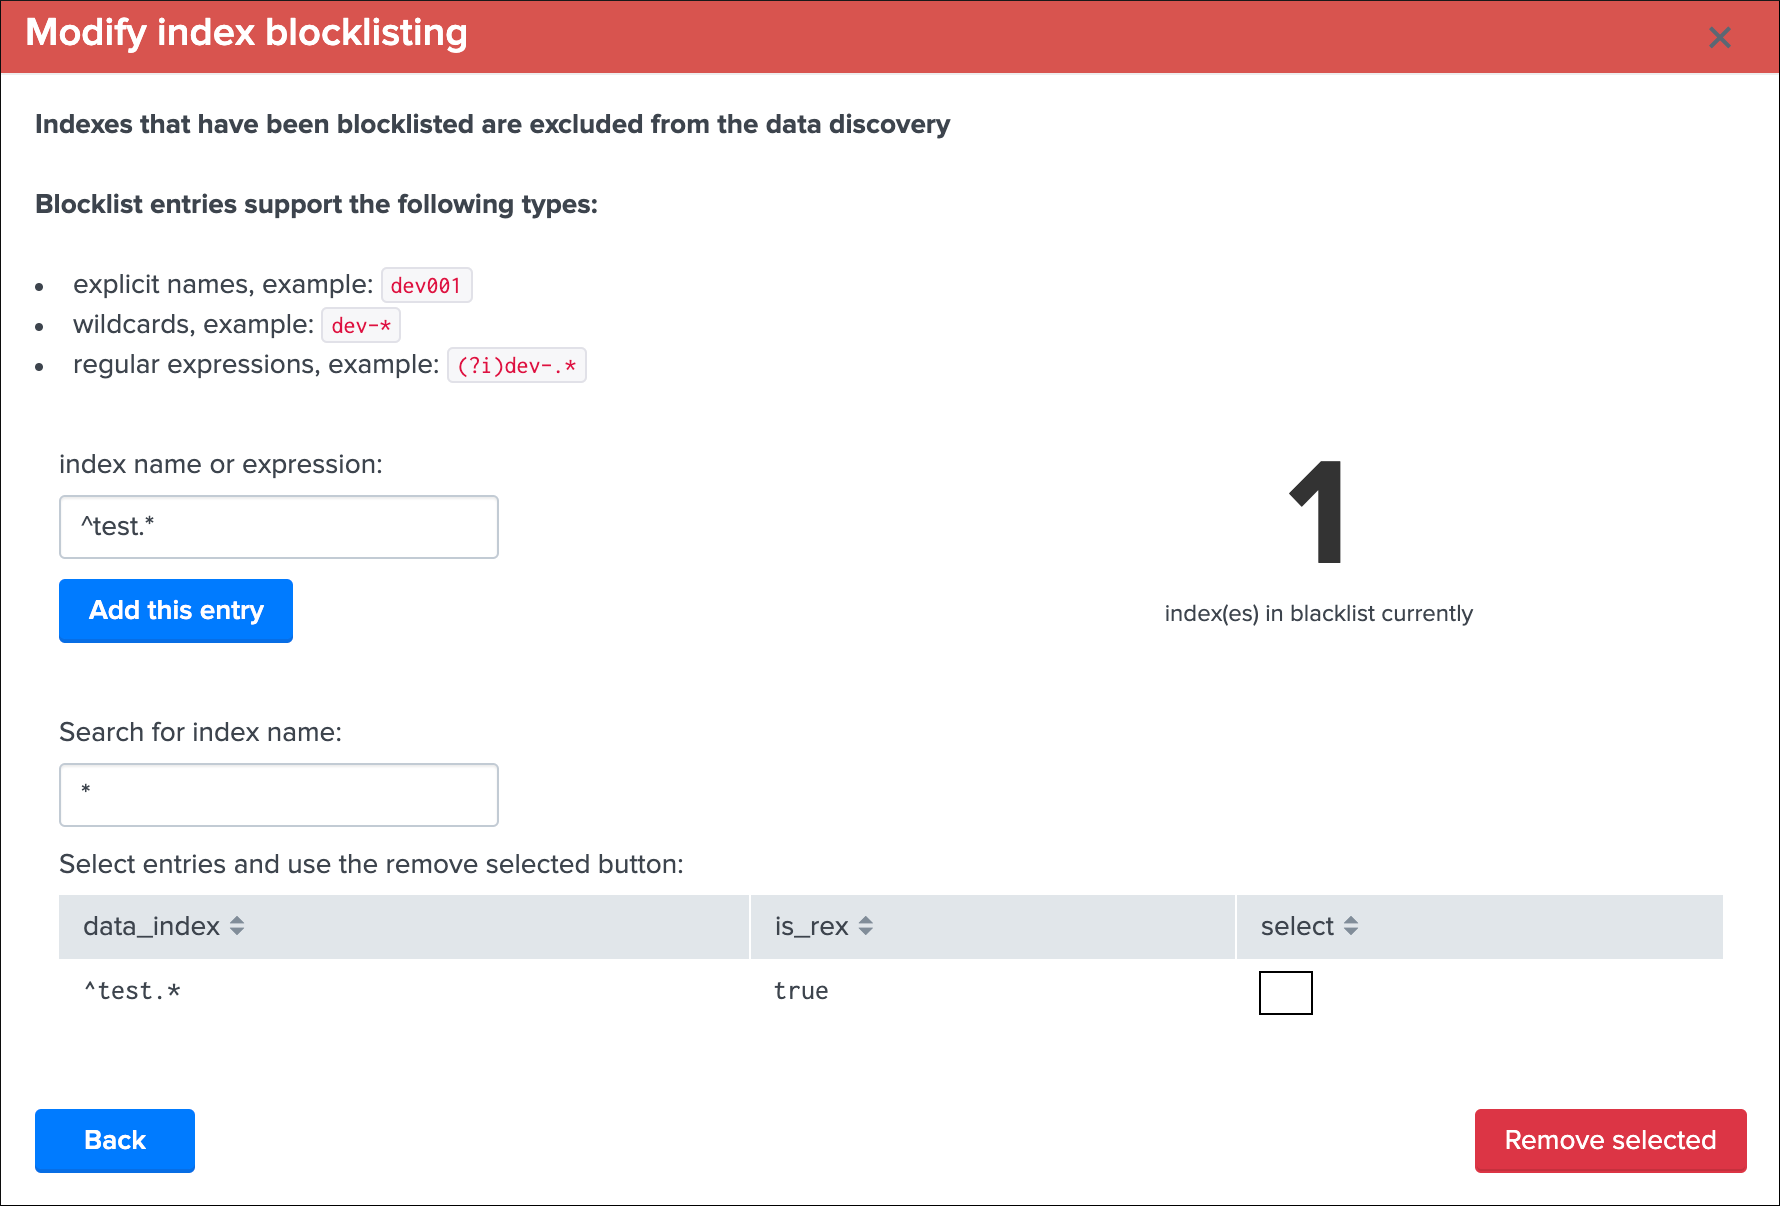 Modify index blocklisting
Indexes that have been blocklisted are excluded from the data discovery
Blocklist entries support the following types:
explicit names, example: dev001
wildcards, example: dev-*
regular expressions, example: (?i)dev-.*
index name or expression:
^test.*
Add this entry
1
index(es) in blacklist currently
Search for index name:
*
Select entries and use the remove selected button:
data_index is_rex select
^test.* true
Back Remove selected